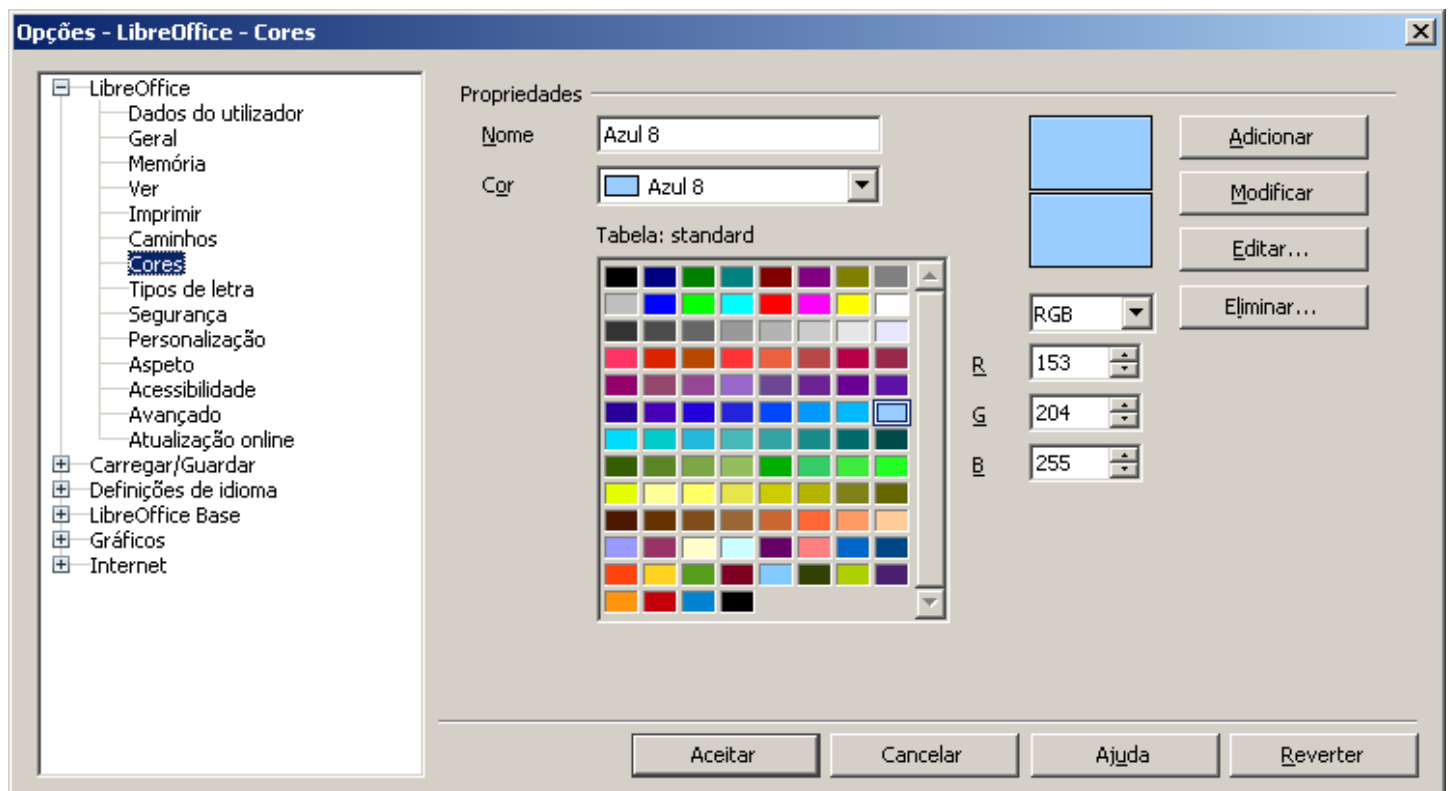 Opções - LibreOffice - Cores
LibreOffice
Dados do utilizador
Geral
Memória
Ver
Imprimir
Caminhos
Cores
Tipos de letra
Segurança
Personalização
Aspeto
Acessibilidade
Avançado
Atualização online
Carregar/Guardar
Definições de idioma
LibreOffice Base
Gráficos
Internet
Propriedades
Nome
Azul 8
Cor
Azul 8
Tabela: standard
RGB
R
153
G
204
B
255
Adicionar
Modificar
Editar...
Eliminar...
Aceitar
Cancelar
Ajuda
Reverter